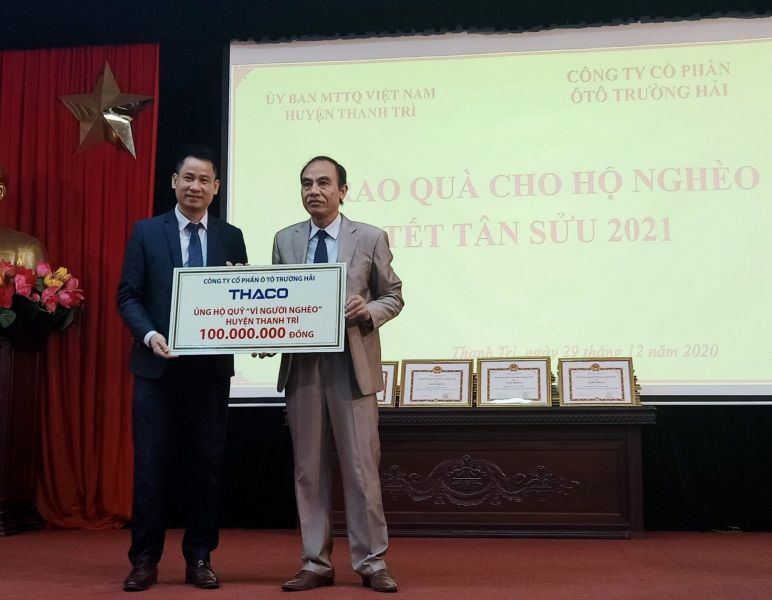 ỦY BAN MTTQ VIỆT NAM
HUYỆN THANH TRÌ
CÔNG TY CỔ PHẦN
ÔTÔ TRƯỜNG HẢI
RAO QUÀ CHO HỘ NGHÈO
TẾT TÂN SỬU 2021
Thanh Trì, ngày 29 tháng 12 năm 2020
CÔNG TY CỔ PHẦN Ô TÔ TRƯỜNG HẢI
THACO
ỦNG HỘ QUỸ "VÌ NGƯỜI NGHÈO"
HUYỆN THANH TRÌ
100.000.000 ĐỒNG